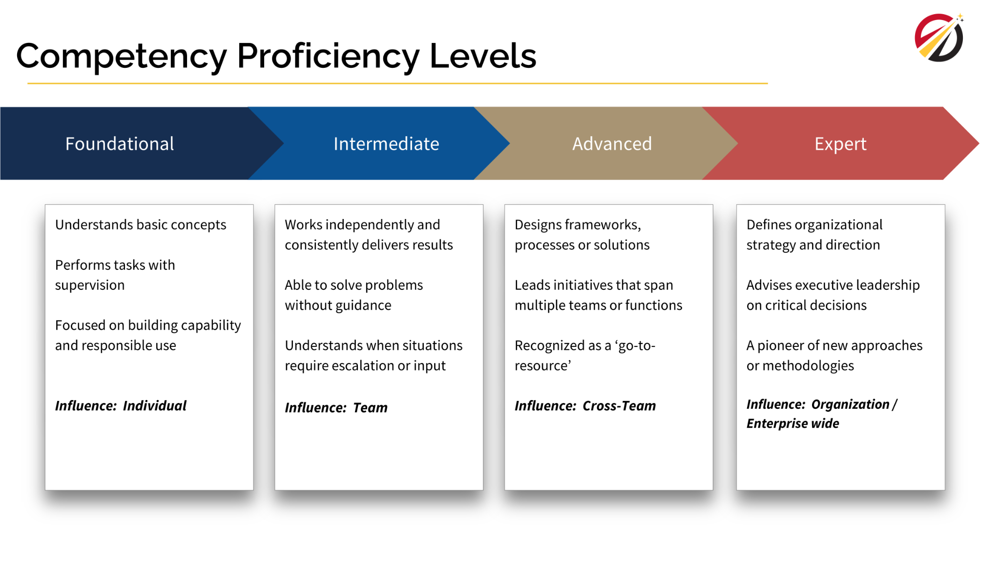 Competency Proficiency Levels
Foundational
Intermediate
Advanced
Expert
Understands basic concepts
Performs tasks with
supervision
Focused on building capability
and responsible use
Influence:  Individual
Works independently and
consistently delivers results
Able to solve problems
without guidance
Understands when situations
require escalation or input
Influence:  Team
Designs frameworks,
processes or solutions
Leads initiatives that span
multiple teams or functions
Recognized as a ‘go-to-
resource’
Influence:  Cross-Team
Defines organizational
strategy and direction
Advises executive leadership
on critical decisions
A pioneer of new approaches
or methodologies
Influence:  Organization /
Enterprise wide